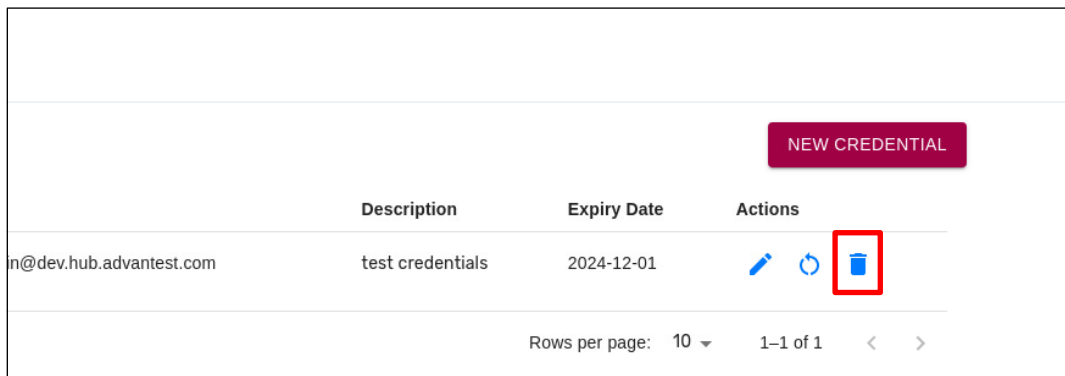 NEW CREDENTIAL
Description Expiry Date Actions
in@dev.hub.advantest.com test credentials 2024-12-01
Rows per page: 10 1–1 of 1